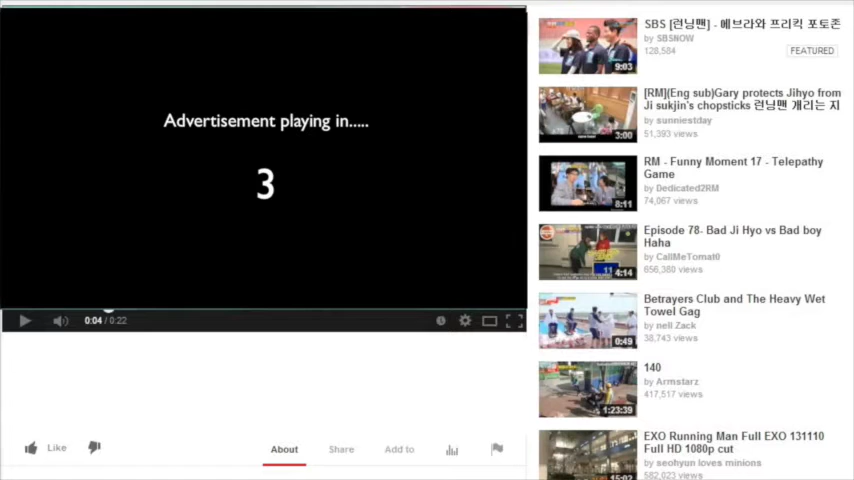 Advertisement playing in.....
3
0:04 / 0:22
Like
About
Share
Add to
SBS [런닝맨] - 에브라와 프리킥 포토존
by SBSNOW
128,584
FEATURED
9:03
[RM](Eng sub)Gary protects Jihyo from
Ji sukjin's chopsticks 런닝맨 개리는 지
by sunniestday
51,393 views
3:00
RM - Funny Moment 17 - Telepathy
Game
by Dedicated2RM
74,067 views
8:11
Episode 78- Bad Ji Hyo vs Bad boy
Haha
by CallMeTomat0
656,380 views
11 4:14
Betrayers Club and The Heavy Wet
Towel Gag
by nell Zack
38,743 views
0:49
140
by Armstarz
417,517 views
1:23:39
EXO Running Man Full EXO 131110
Full HD 1080p cut
by seohyun loves minions
582,023 views
15:02